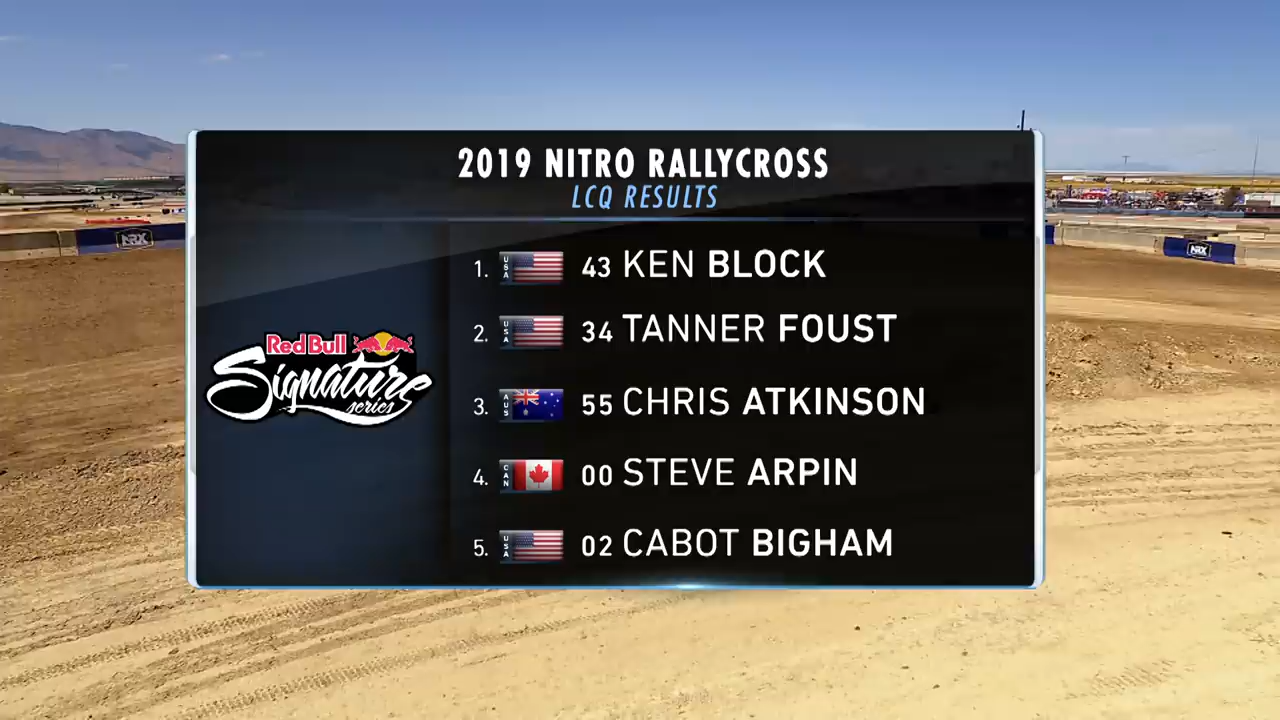 2019 NITRO RALLYCROSS
LCQ RESULTS
NRX
NRX
Red Bull
Signature
series
1. USA 43 KEN BLOCK
2. USA 34 TANNER FOUST
3. AUS 55 CHRIS ATKINSON
4. CAN 00 STEVE ARPIN
5. USA 02 CABOT BIGHAM